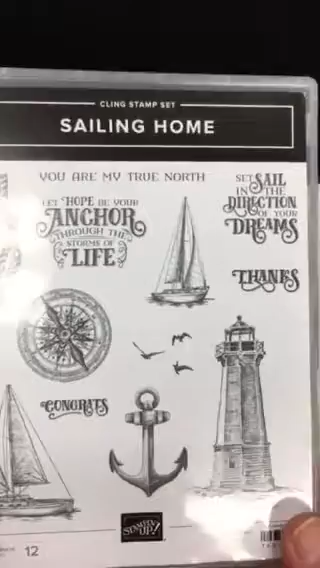 CLING STAMP SET
SAILING HOME
YOU ARE MY TRUE NORTH
LET HOPE BE YOUR
ANCHOR
THROUGH THE
STORMS OF
LIFE
SET SAIL
IN THE
DIRECTION
OF YOUR
DREAMS
THANKS
CONGRATS
STAMPIN' UP!
12